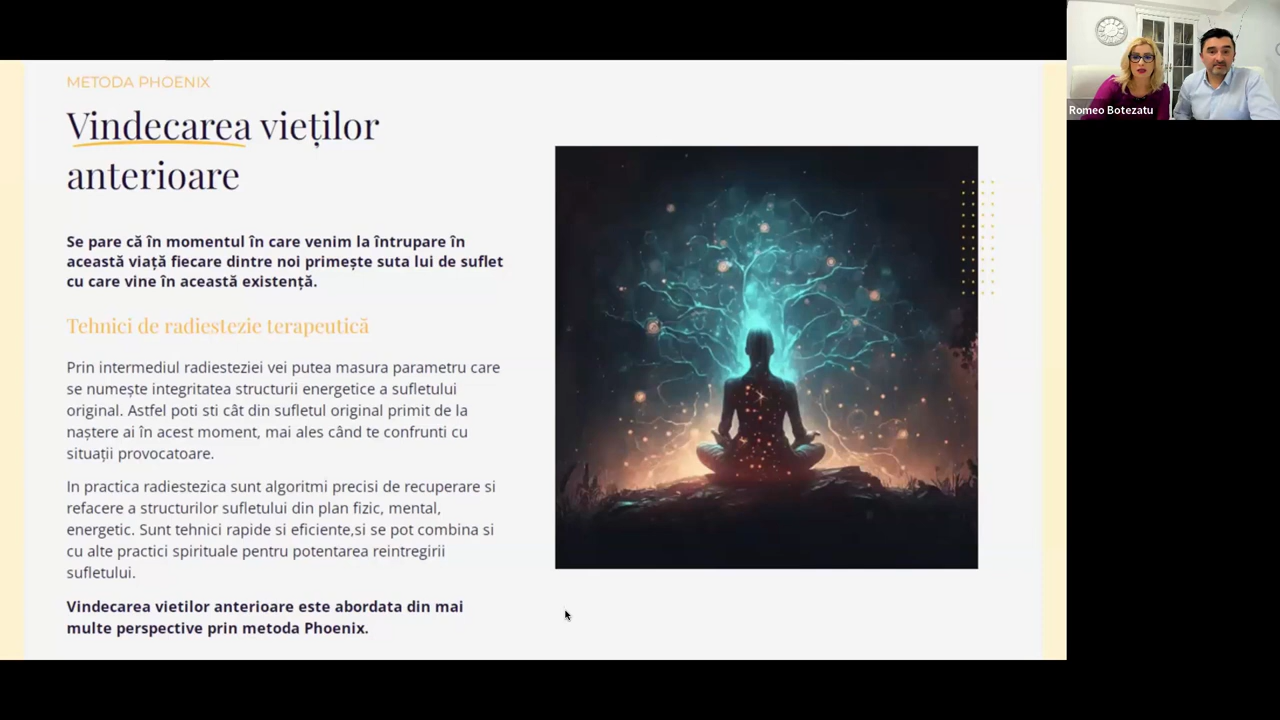 METODA PHOENIX
Vindecarea vieților
anterioare
Se pare că în momentul în care venim la întrupare în
această viață fiecare dintre noi primește suta lui de suflet
cu care vine în această existență.
Tehnici de radiestezie terapeutică
Prin intermediul radiesteziei vei putea masura parametru care
se numește integritatea structurii energetice a sufletului
original. Astfel poti sti cât din sufletul original primit de la
naștere ai în acest moment, mai ales când te confrunti cu
situații provocatoare.
In practica radiestezica sunt algoritmi precisi de recuperare si
refacere a structurilor sufletului din plan fizic, mental,
energetic. Sunt tehnici rapide si eficiente,si se pot combina si
cu alte practici spirituale pentru potentarea reintregirii
sufletului.
Vindecarea vietilor anterioare este abordata din mai
multe perspective prin metoda Phoenix.
Romeo Botezatu